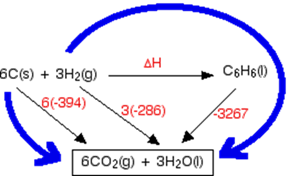 6C(s) + 3H₂(g) ΔH C₆H₆(l)
6(-394) 3(-286) -3267
6CO₂(g) + 3H₂O(l)